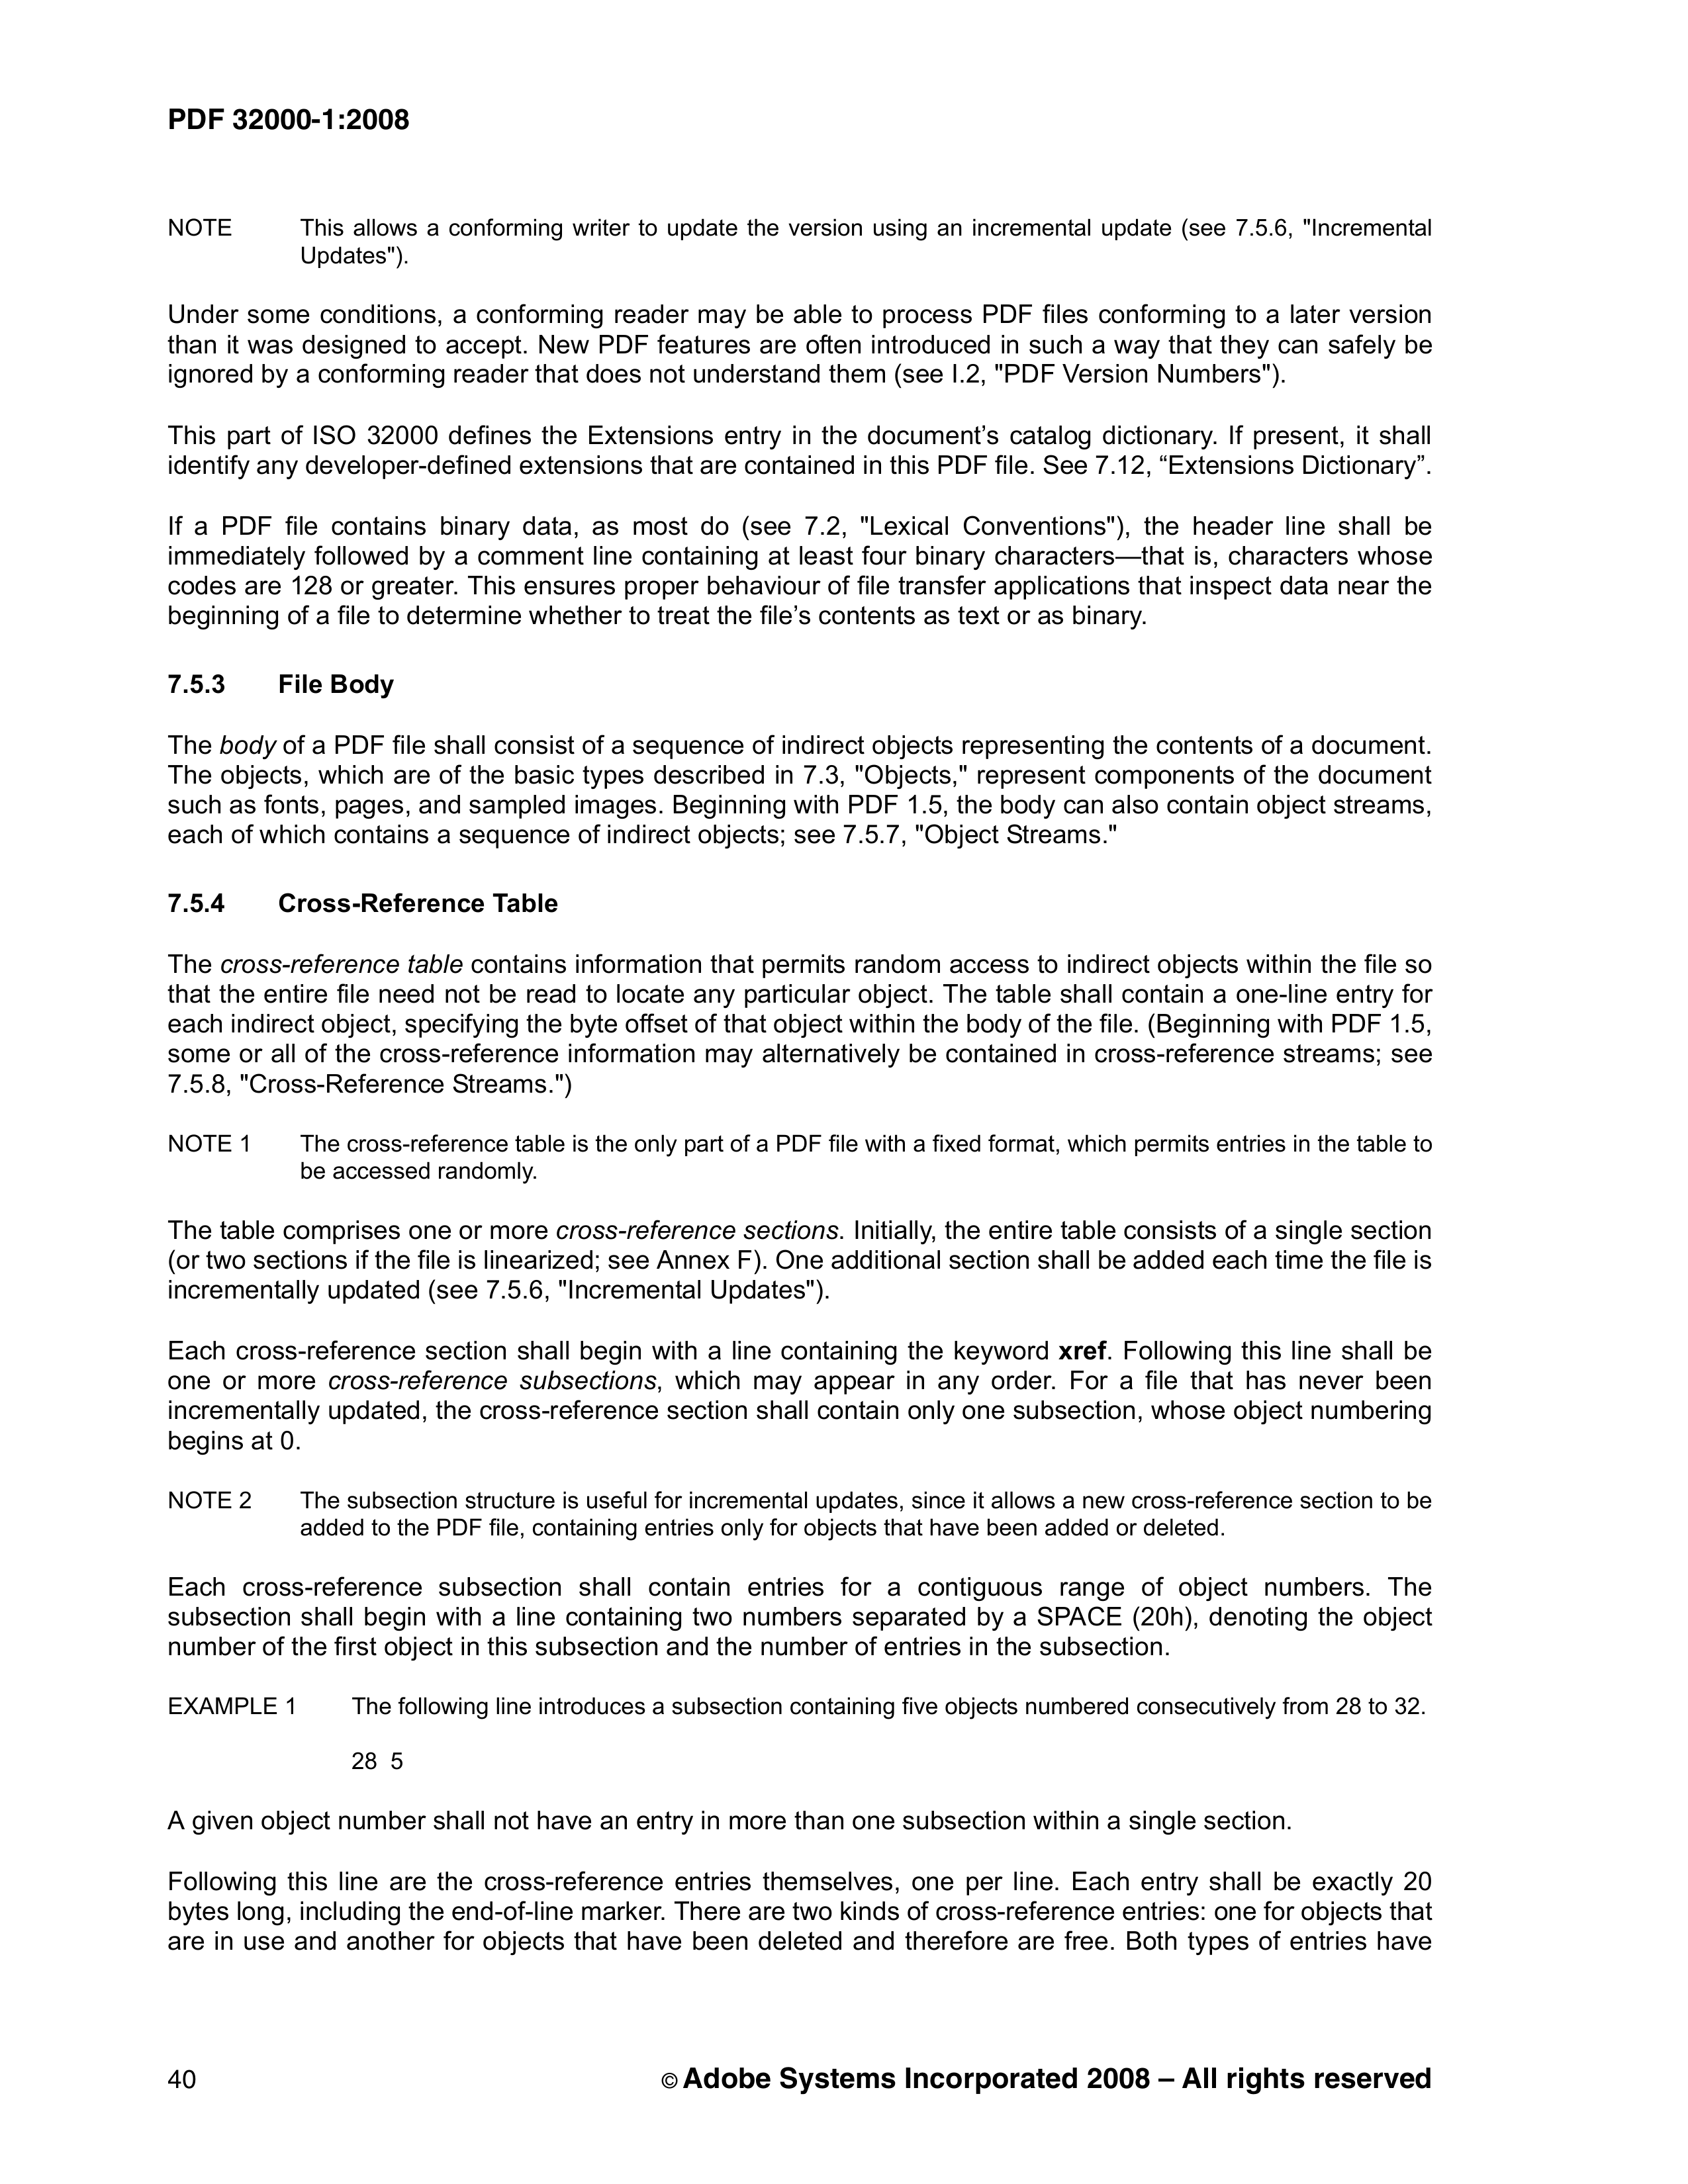 PDF 32000-1:2008
NOTE This allows a conforming writer to update the version using an incremental update (see 7.5.6, "Incremental
Updates").
Under some conditions, a conforming reader may be able to process PDF files conforming to a later version
than it was designed to accept. New PDF features are often introduced in such a way that they can safely be
ignored by a conforming reader that does not understand them (see I.2, "PDF Version Numbers").
This part of ISO 32000 defines the Extensions entry in the document’s catalog dictionary. If present, it shall
identify any developer-defined extensions that are contained in this PDF file. See 7.12, “Extensions Dictionary”.
If a PDF file contains binary data, as most do (see 7.2, "Lexical Conventions"), the header line shall be
immediately followed by a comment line containing at least four binary characters—that is, characters whose
codes are 128 or greater. This ensures proper behaviour of file transfer applications that inspect data near the
beginning of a file to determine whether to treat the file’s contents as text or as binary.
7.5.3 File Body
The body of a PDF file shall consist of a sequence of indirect objects representing the contents of a document.
The objects, which are of the basic types described in 7.3, "Objects," represent components of the document
such as fonts, pages, and sampled images. Beginning with PDF 1.5, the body can also contain object streams,
each of which contains a sequence of indirect objects; see 7.5.7, "Object Streams."
7.5.4 Cross-Reference Table
The cross-reference table contains information that permits random access to indirect objects within the file so
that the entire file need not be read to locate any particular object. The table shall contain a one-line entry for
each indirect object, specifying the byte offset of that object within the body of the file. (Beginning with PDF 1.5,
some or all of the cross-reference information may alternatively be contained in cross-reference streams; see
7.5.8, "Cross-Reference Streams.")
NOTE 1 The cross-reference table is the only part of a PDF file with a fixed format, which permits entries in the table to
be accessed randomly.
The table comprises one or more cross-reference sections. Initially, the entire table consists of a single section
(or two sections if the file is linearized; see Annex F). One additional section shall be added each time the file is
incrementally updated (see 7.5.6, "Incremental Updates").
Each cross-reference section shall begin with a line containing the keyword xref. Following this line shall be
one or more cross-reference subsections, which may appear in any order. For a file that has never been
incrementally updated, the cross-reference section shall contain only one subsection, whose object numbering
begins at 0.
NOTE 2 The subsection structure is useful for incremental updates, since it allows a new cross-reference section to be
added to the PDF file, containing entries only for objects that have been added or deleted.
Each cross-reference subsection shall contain entries for a contiguous range of object numbers. The
subsection shall begin with a line containing two numbers separated by a SPACE (20h), denoting the object
number of the first object in this subsection and the number of entries in the subsection.
EXAMPLE 1 The following line introduces a subsection containing five objects numbered consecutively from 28 to 32.
28 5
A given object number shall not have an entry in more than one subsection within a single section.
Following this line are the cross-reference entries themselves, one per line. Each entry shall be exactly 20
bytes long, including the end-of-line marker. There are two kinds of cross-reference entries: one for objects that
are in use and another for objects that have been deleted and therefore are free. Both types of entries have
40 © Adobe Systems Incorporated 2008 – All rights reserved